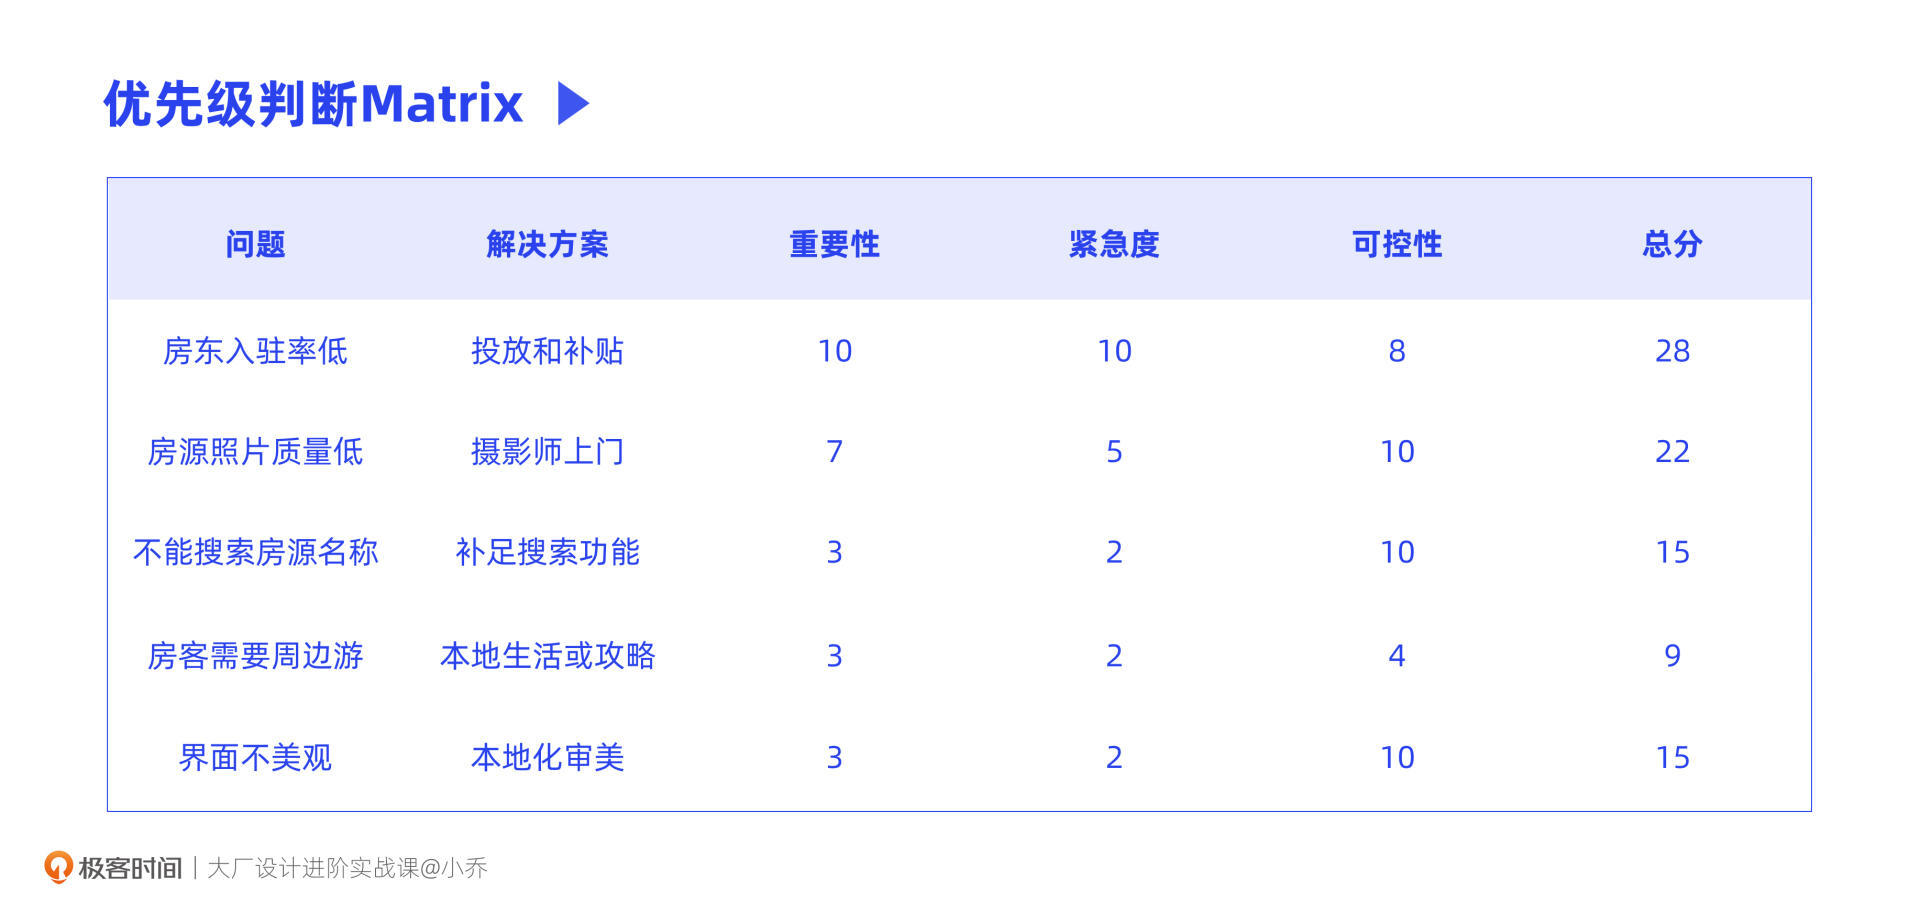 优先级判断Matrix
问题 解决方案 重要性 紧急度 可控性 总分
房东入驻率低 投放和补贴 10 10 8 28
房源照片质量低 摄影师上门 7 5 10 22
不能搜索房源名称 补足搜索功能 3 2 10 15
房客需要周边游 本地生活或攻略 3 2 4 9
界面不美观 本地化审美 3 2 10 15
极客时间 | 大厂设计进阶实战课@小乔